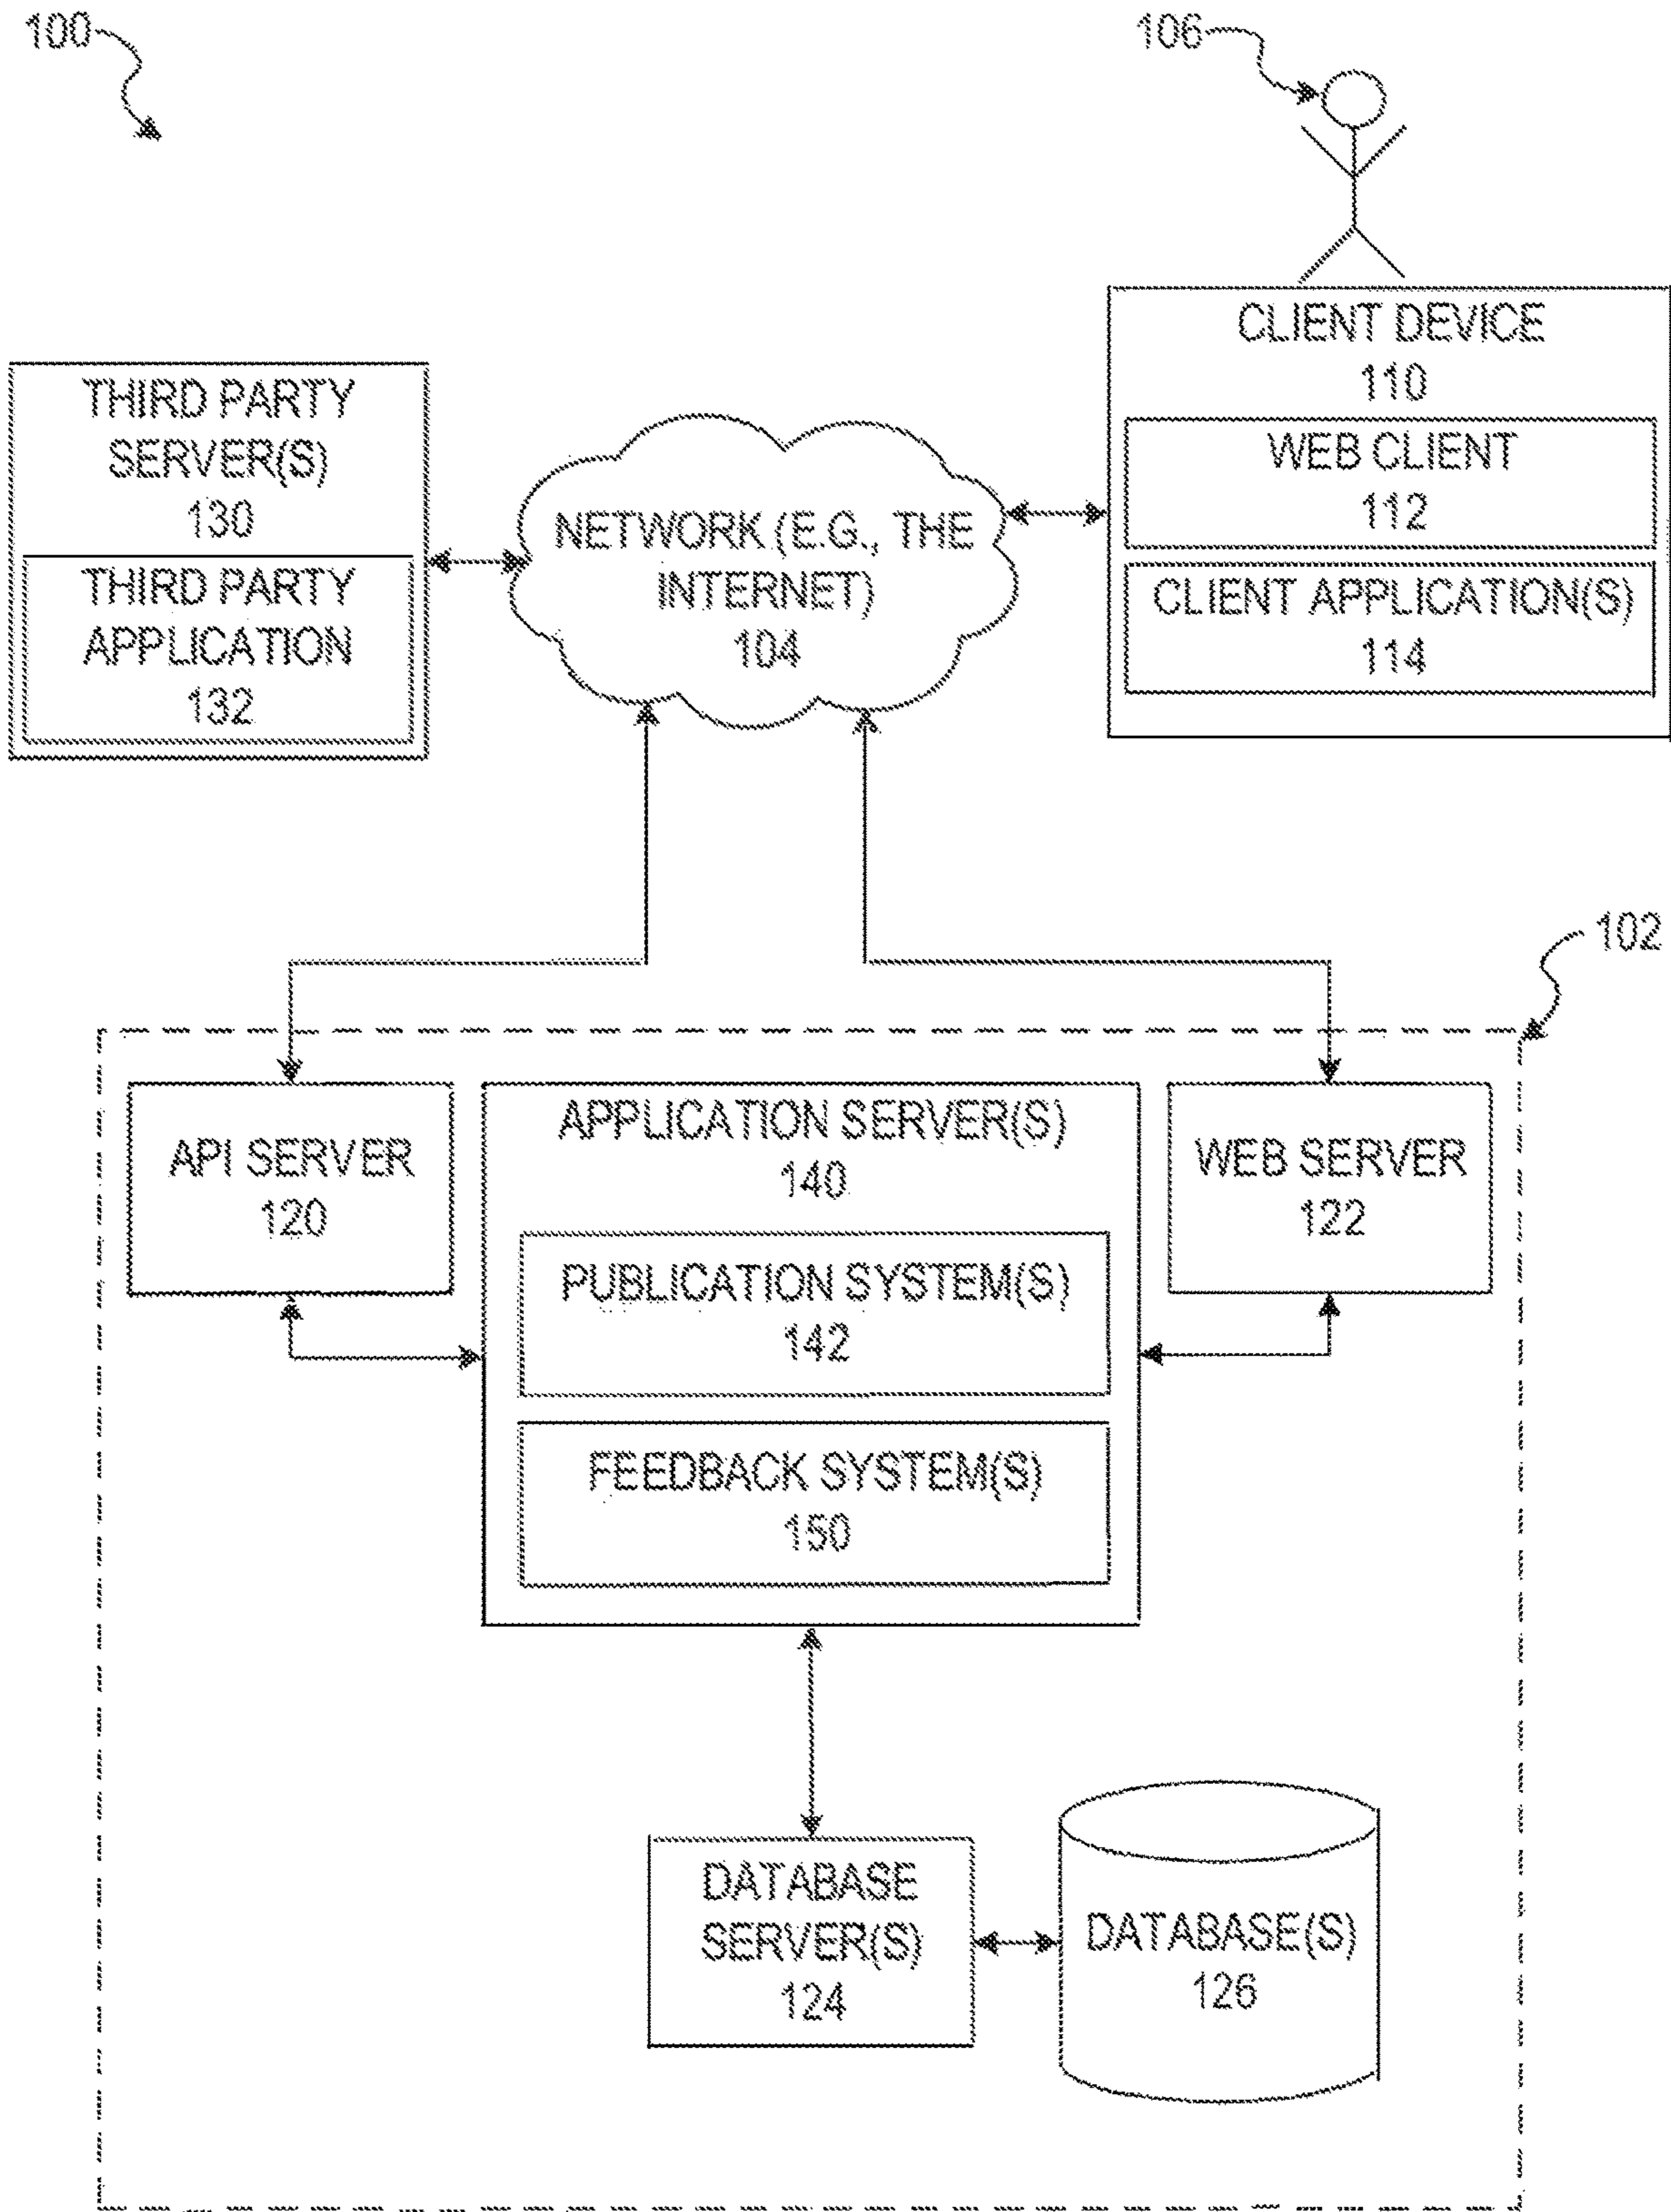 100
106
CLIENT DEVICE
110
WEB CLIENT
112
CLIENT APPLICATION(S)
114
THIRD PARTY
SERVER(S)
130
THIRD PARTY
APPLICATION
132
NETWORK (E.G., THE
INTERNET)
104
102
API SERVER
120
APPLICATION SERVER(S)
140
PUBLICATION SYSTEM(S)
142
FEEDBACK SYSTEM(S)
150
WEB SERVER
122
DATABASE
SERVER(S)
124
DATABASE(S)
126